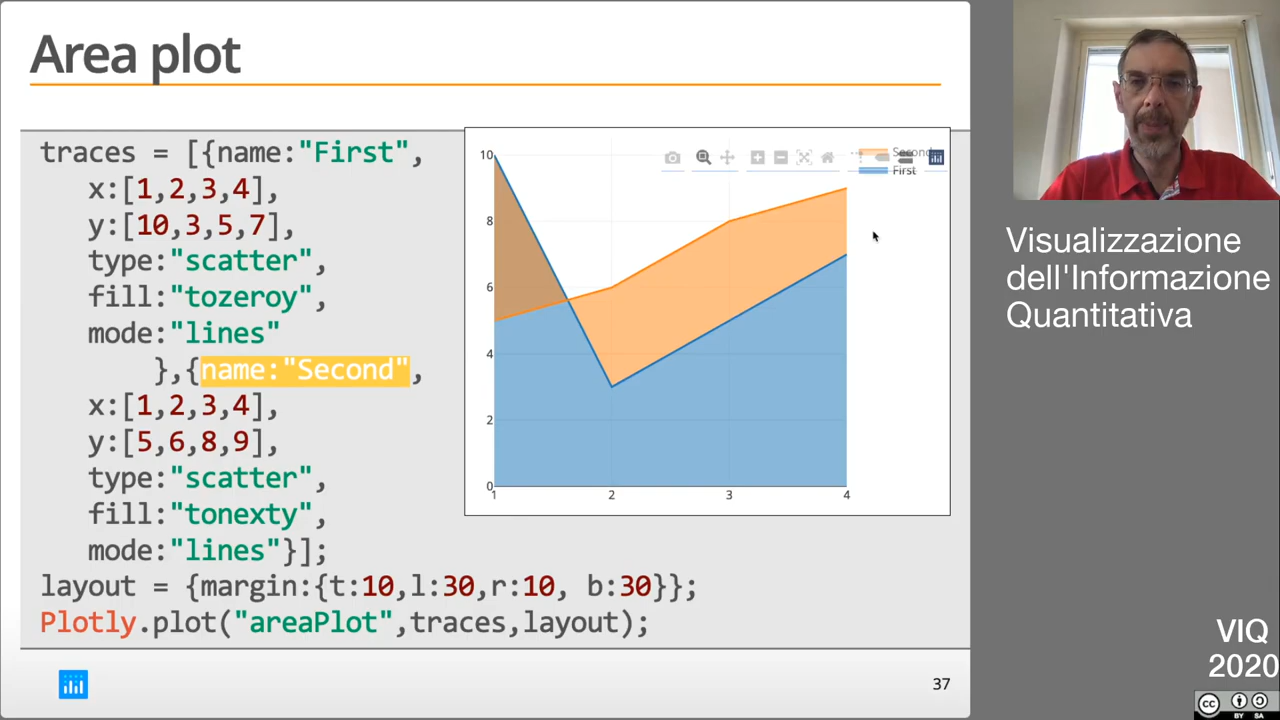 Area plot
traces = [{name:"First",
x:[1,2,3,4],
y:[10,3,5,7],
type:"scatter",
fill:"tozeroy",
mode:"lines"
},{name:"Second",
x:[1,2,3,4],
y:[5,6,8,9],
type:"scatter",
fill:"tonexty",
mode:"lines"}];
layout = {margin:{t:10,l:30,r:10, b:30}};
Plotly.plot("areaPlot",traces,layout);
10
8
6
4
2
0
1 2 3 4
Second
First
37
Visualizzazione
dell'Informazione
Quantitativa
VIQ
2020
cc
BY SA